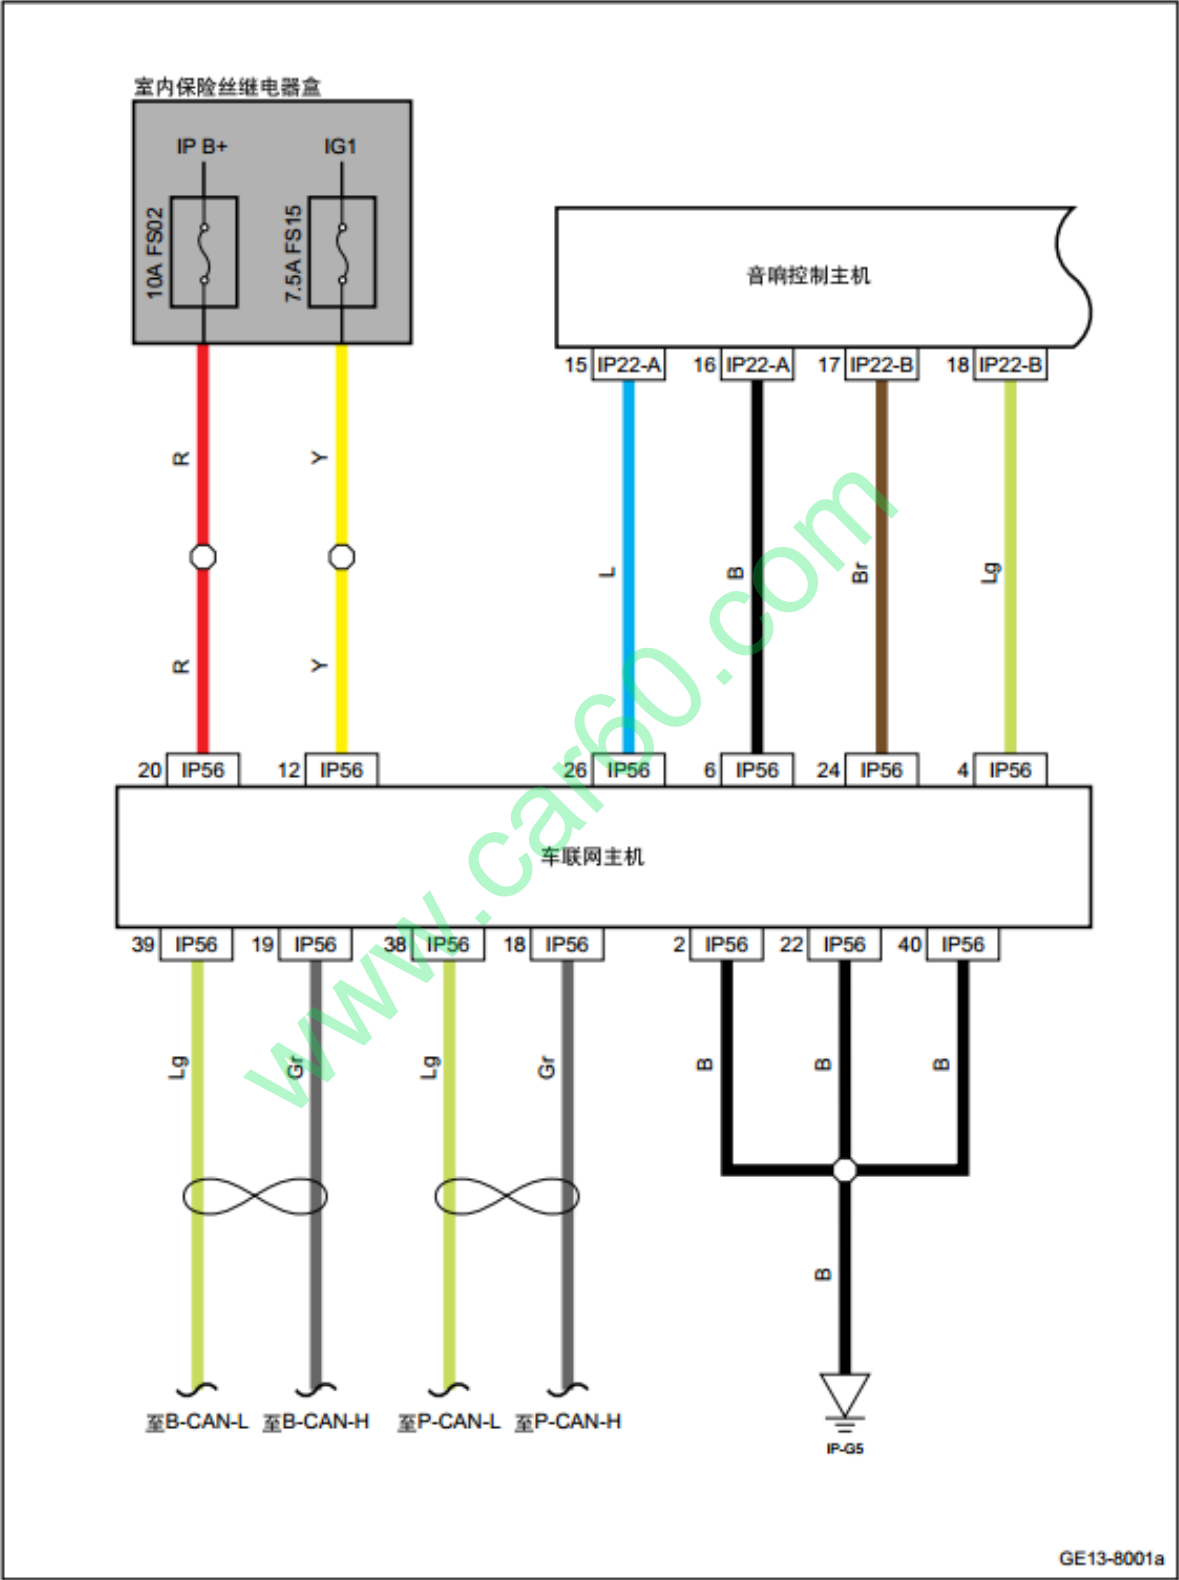 室内保险丝继电器盒
IP B+
IG1
10A FS02
7.5A FS15
音响控制主机
15 IP22-A
16 IP22-A
17 IP22-B
18 IP22-B
R
Y
L
B
Br
Lg
R
Y
20 IP56
12 IP56
26 IP56
6 IP56
24 IP56
4 IP56
车联网主机
39 IP56
19 IP56
38 IP56
18 IP56
2 IP56
22 IP56
40 IP56
Lg
Gr
Lg
Gr
B
B
B
B
至B-CAN-L
至B-CAN-H
至P-CAN-L
至P-CAN-H
IP-G5
GE13-8001a
www.car60.com